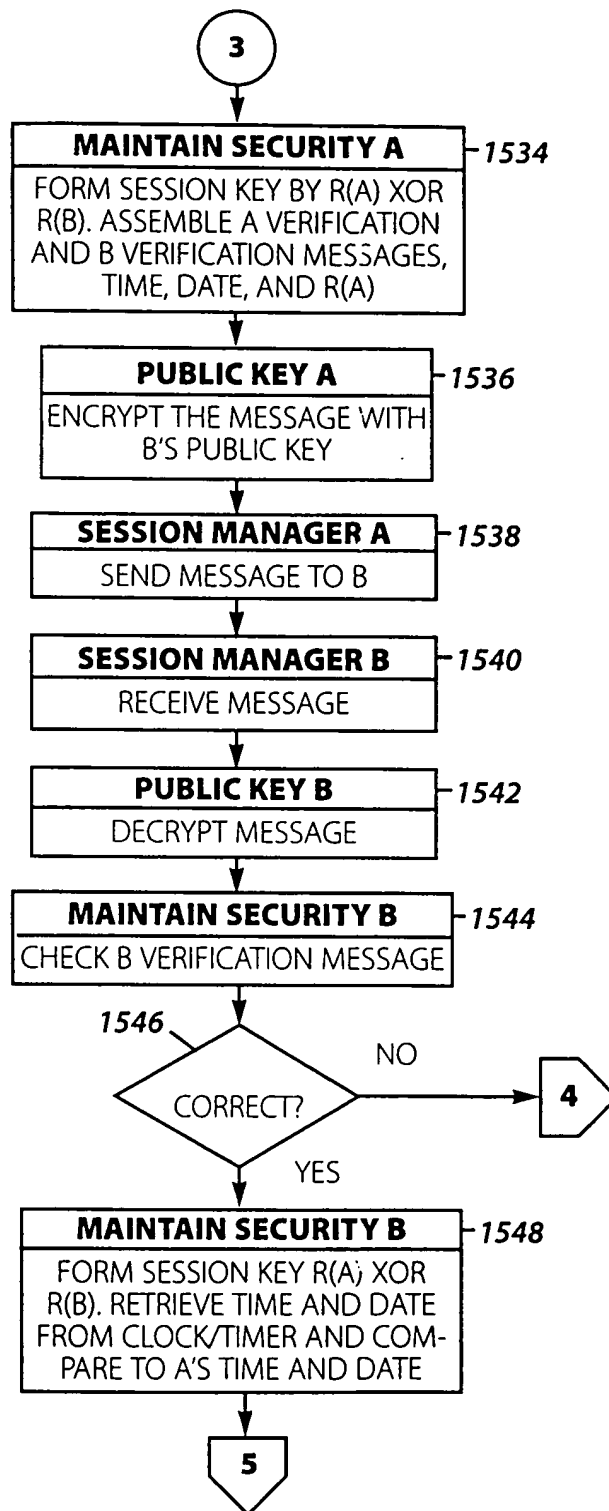 3
MAINTAIN SECURITY A
1534
FORM SESSION KEY BY R(A) XOR
R(B). ASSEMBLE A VERIFICATION
AND B VERIFICATION MESSAGES,
TIME, DATE, AND R(A)
PUBLIC KEY A
1536
ENCRYPT THE MESSAGE WITH
B'S PUBLIC KEY
SESSION MANAGER A
1538
SEND MESSAGE TO B
SESSION MANAGER B
1540
RECEIVE MESSAGE
PUBLIC KEY B
1542
DECRYPT MESSAGE
MAINTAIN SECURITY B
1544
CHECK B VERIFICATION MESSAGE
1546
NO
CORRECT?
4
YES
MAINTAIN SECURITY B
1548
FORM SESSION KEY R(A) XOR
R(B). RETRIEVE TIME AND DATE
FROM CLOCK/TIMER AND COM-
PARE TO A'S TIME AND DATE
5